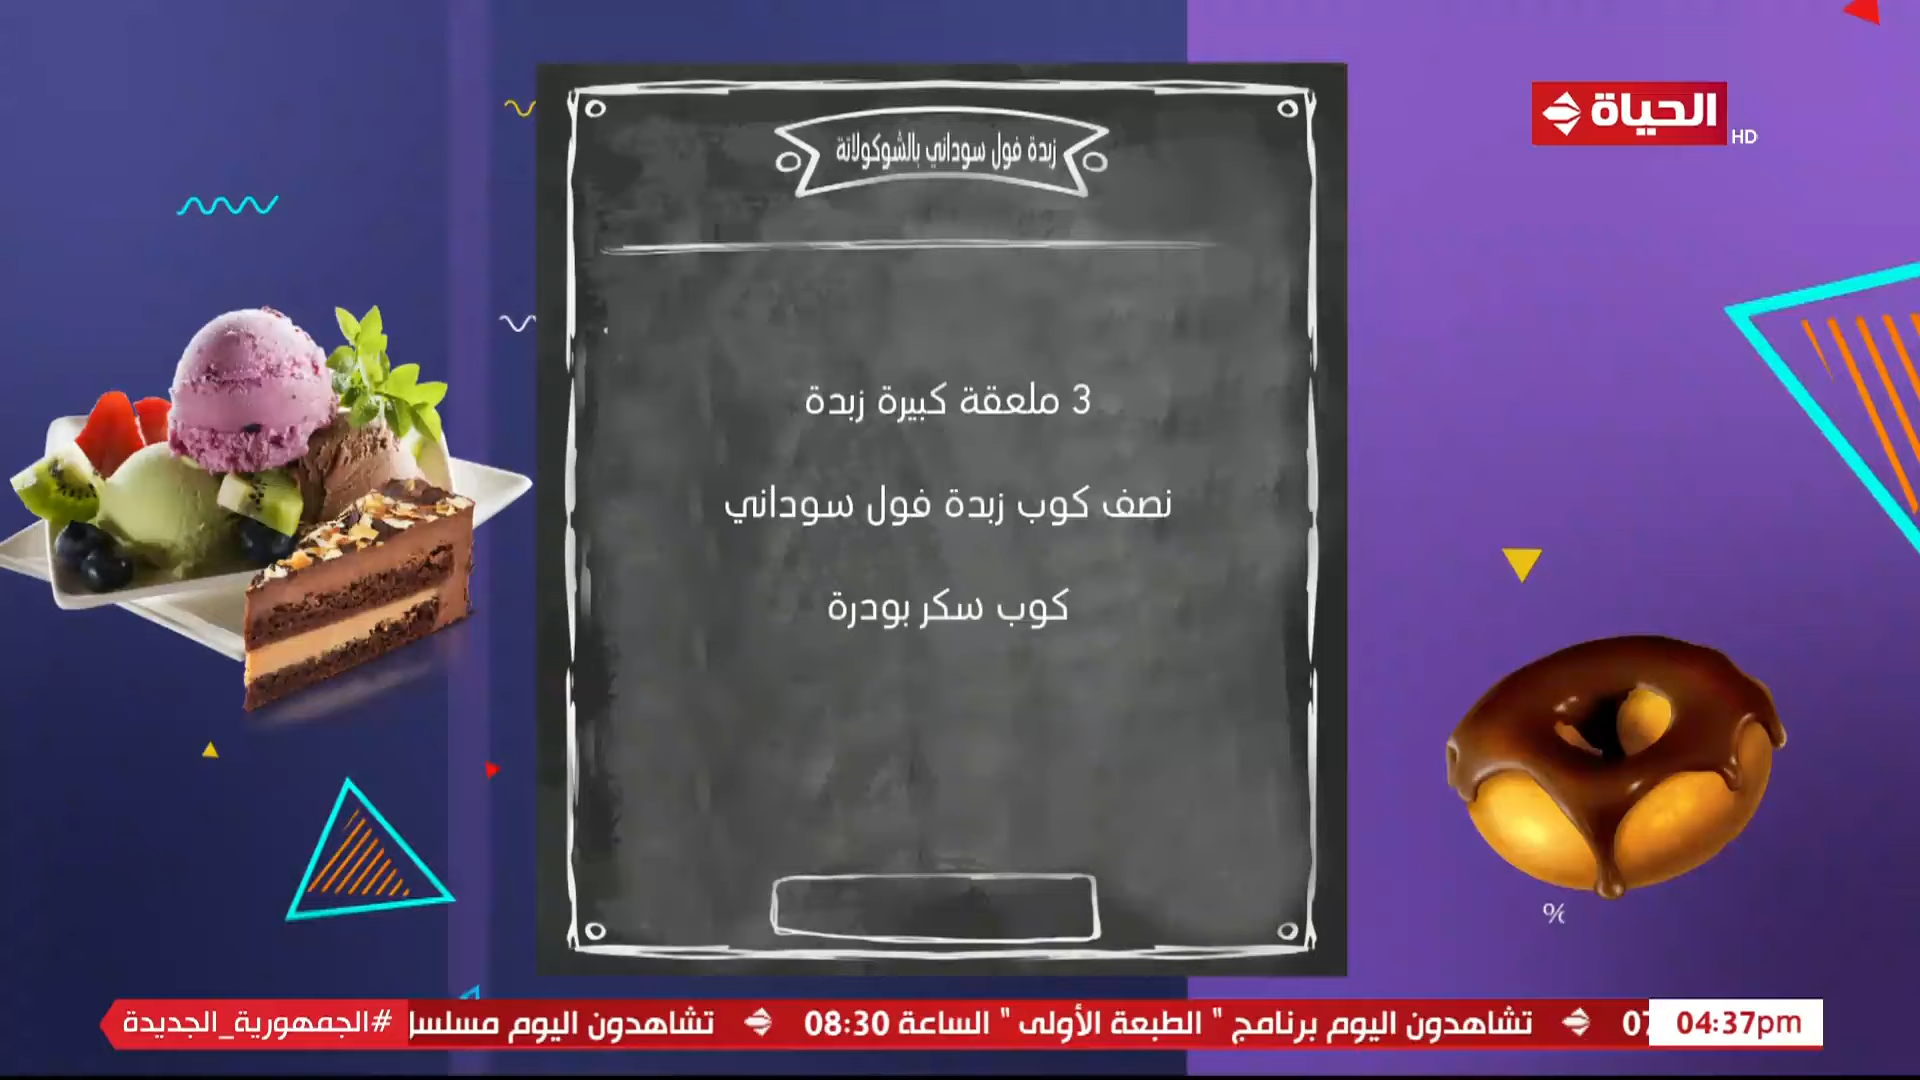 الحياة
HD
زبدة فول سوداني بالشوكولاتة
3 ملعقة كبيرة زبدة
نصف كوب زبدة فول سوداني
كوب سكر بودرة
%
04:37pm 07 تشاهدون اليوم برنامج " الطبعة الأولى " الساعة 08:30 تشاهدون اليوم مسلسل #الجمهورية_الجديدة